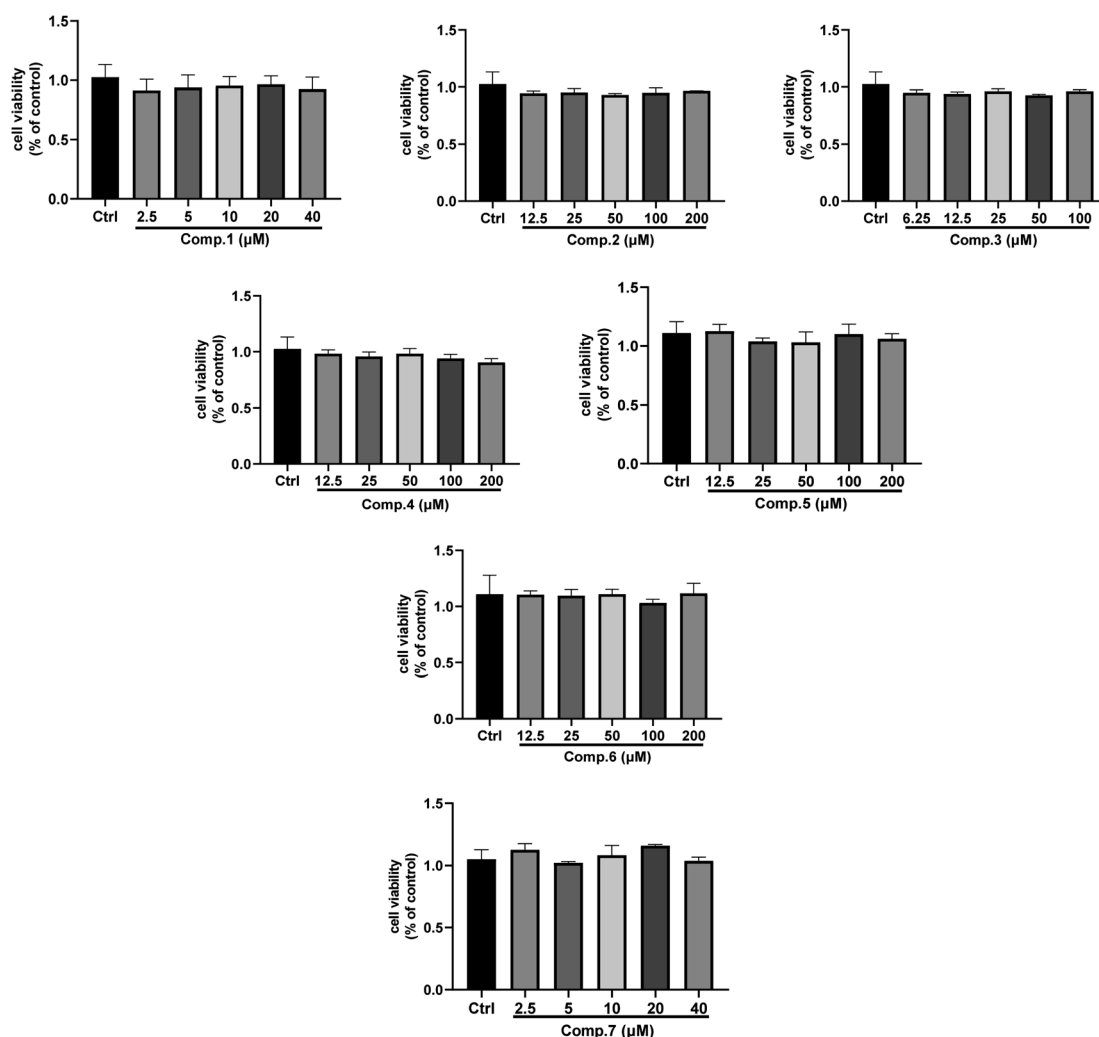 cell viability
(% of control)
1.5
1.0
0.5
0.0
Ctrl 2.5 5 10 20 40
Comp.1 (µM)
cell viability
(% of control)
1.5
1.0
0.5
0.0
Ctrl 12.5 25 50 100 200
Comp.2 (µM)
cell viability
(% of control)
1.5
1.0
0.5
0.0
Ctrl 6.25 12.5 25 50 100
Comp.3 (µM)
cell viability
(% of control)
1.5
1.0
0.5
0.0
Ctrl 12.5 25 50 100 200
Comp.4 (µM)
cell viability
(% of control)
1.5
1.0
0.5
0.0
Ctrl 12.5 25 50 100 200
Comp.5 (µM)
cell viability
(% of control)
1.5
1.0
0.5
0.0
Ctrl 12.5 25 50 100 200
Comp.6 (µM)
cell viability
(% of control)
1.5
1.0
0.5
0.0
Ctrl 2.5 5 10 20 40
Comp.7 (µM)